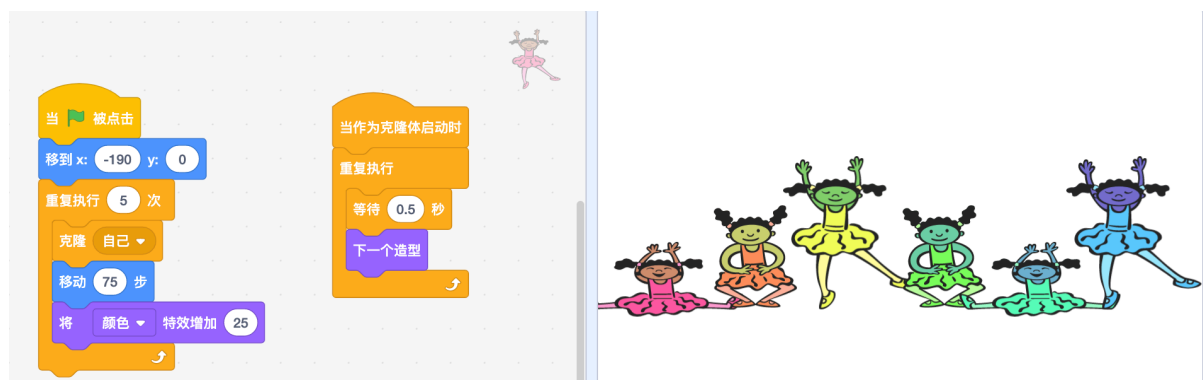 当 被点击
移到 x: -190 y: 0
重复执行 5 次
克隆 自己
移动 75 步
将 颜色 特效增加 25
当作为克隆体启动时
重复执行
等待 0.5 秒
下一个造型